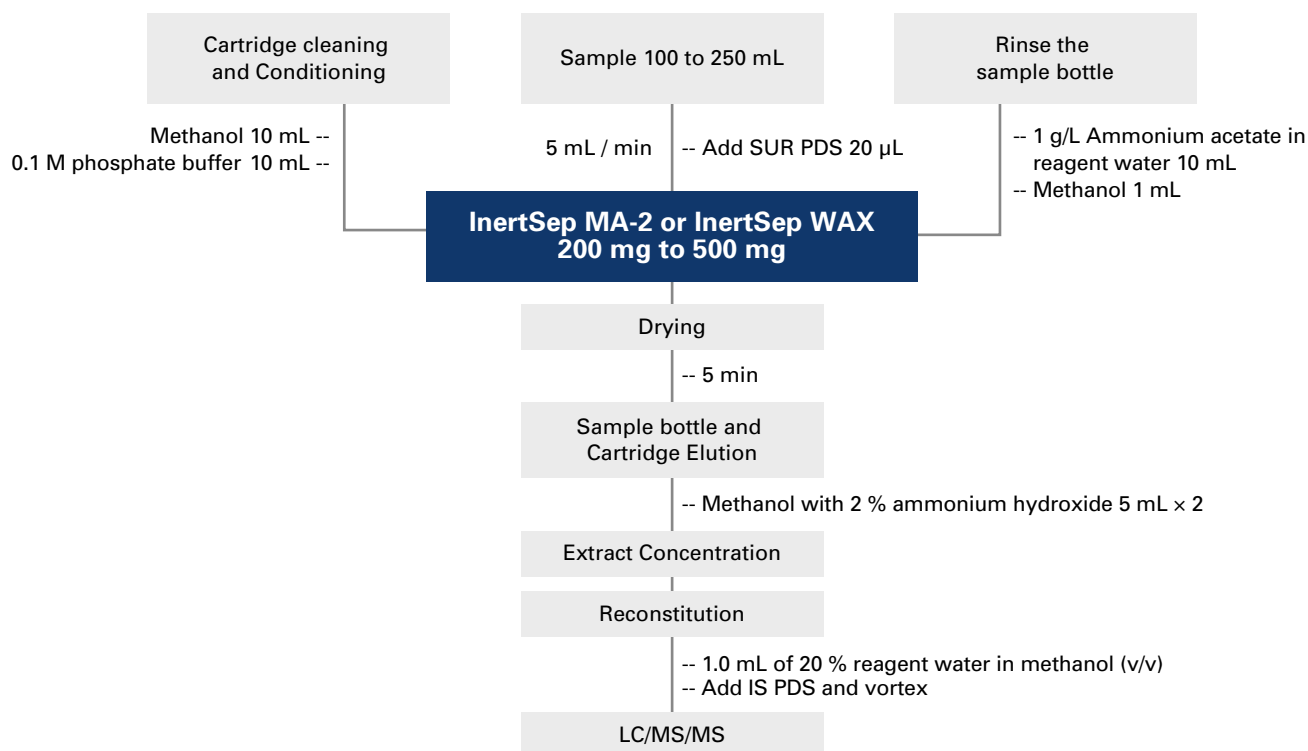 Cartridge cleaning
and Conditioning
Sample 100 to 250 mL
Rinse the
sample bottle
Methanol 10 mL --
0.1 M phosphate buffer 10 mL --
5 mL / min
-- Add SUR PDS 20 µL
-- 1 g/L Ammonium acetate in
reagent water 10 mL
-- Methanol 1 mL
InertSep MA-2 or InertSep WAX
200 mg to 500 mg
Drying
-- 5 min
Sample bottle and
Cartridge Elution
-- Methanol with 2 % ammonium hydroxide 5 mL × 2
Extract Concentration
Reconstitution
-- 1.0 mL of 20 % reagent water in methanol (v/v)
-- Add IS PDS and vortex
LC/MS/MS